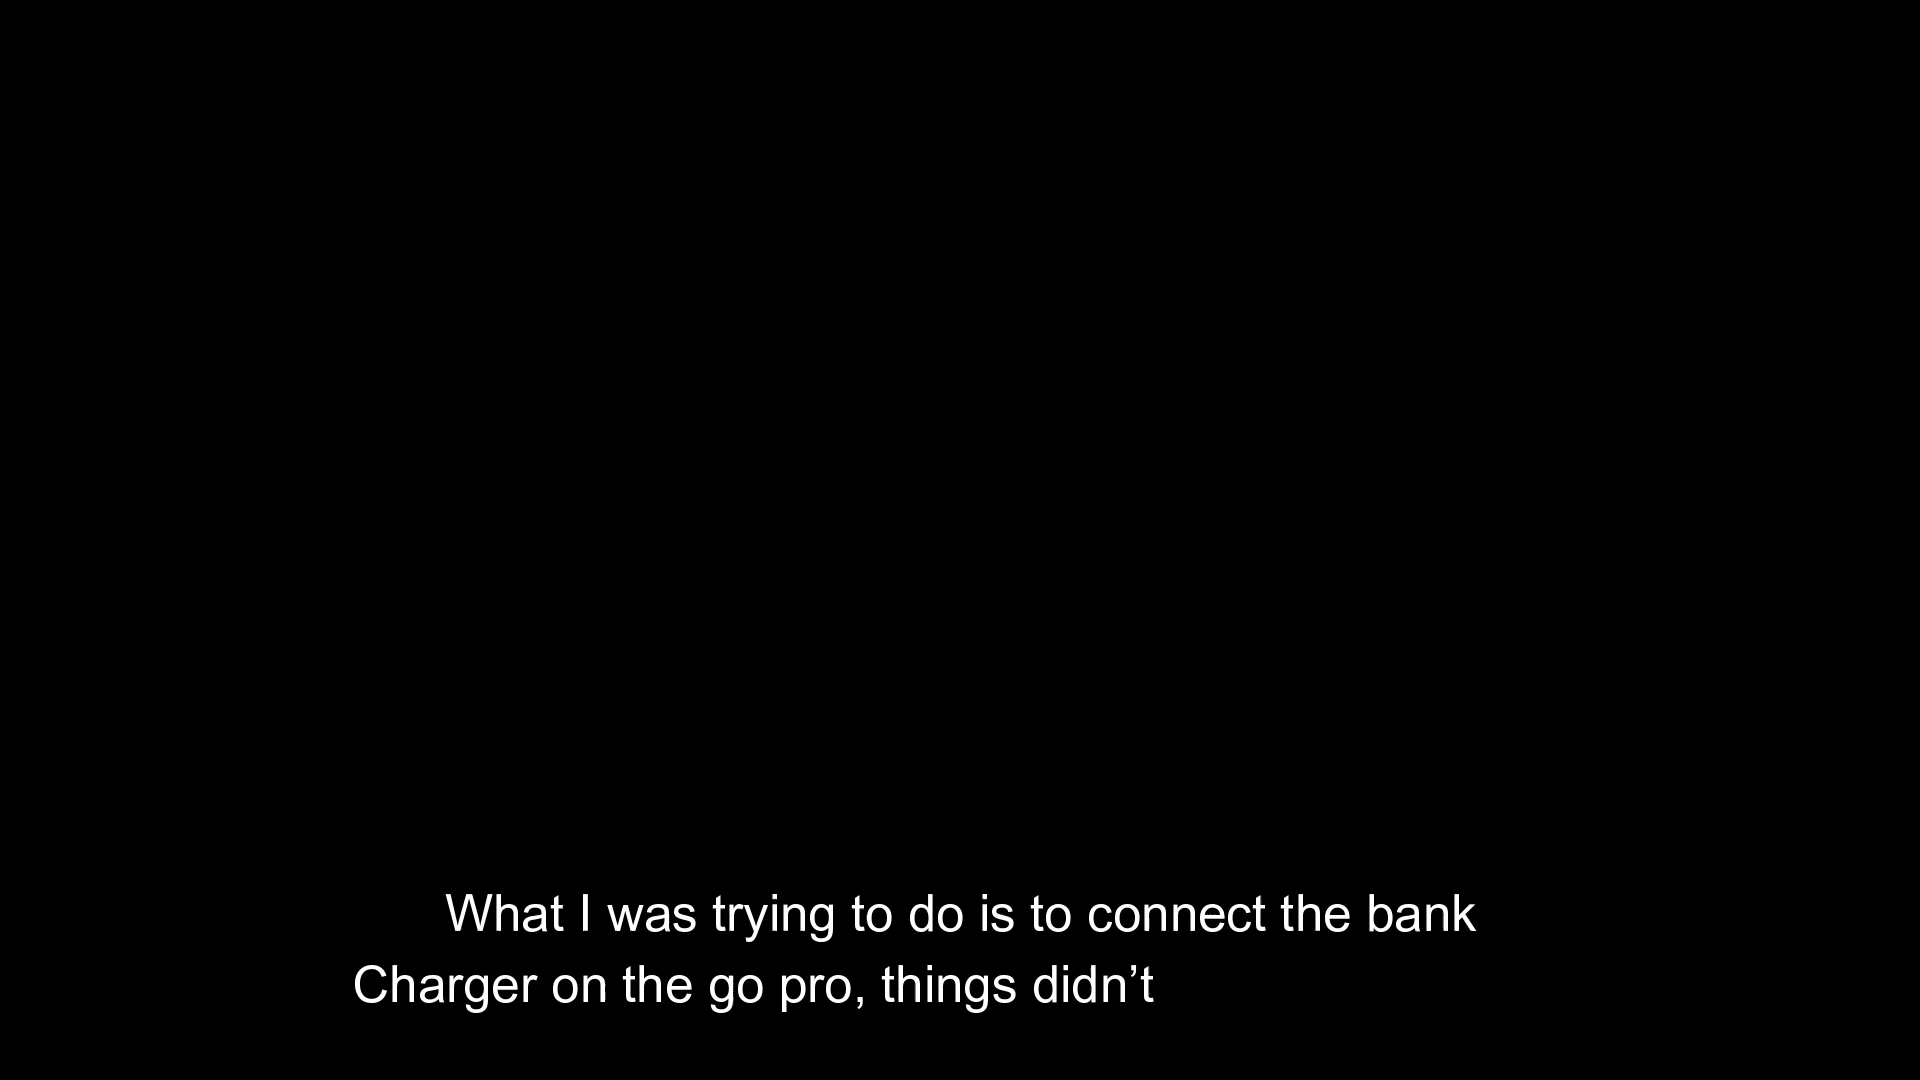 What I was trying to do is to connect the bank
Charger on the go pro, things didn’t